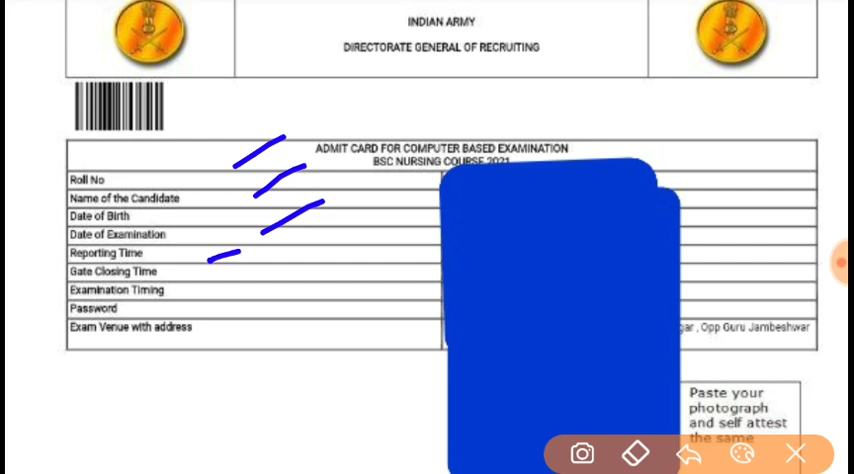 INDIAN ARMY
DIRECTORATE GENERAL OF RECRUITING
ADMIT CARD FOR COMPUTER BASED EXAMINATION
BSC NURSING COURSE 2021
Roll No
Name of the Candidate
Date of Birth
Date of Examination
Reporting Time
Gate Closing Time
Examination Timing
Password
Exam Venue with address
gar , Opp Guru Jambeshwar
Paste your
photograph
and self attest
the same